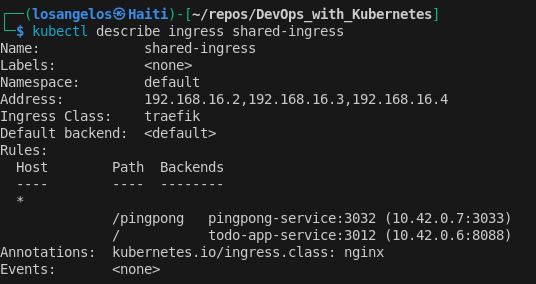 (losangelos㉿Haiti)-[~/repos/DevOps_with_Kubernetes]
$ kubectl describe ingress shared-ingress
Name:             shared-ingress
Labels:           <none>
Namespace:        default
Address:          192.168.16.2,192.168.16.3,192.168.16.4
Ingress Class:    traefik
Default backend:  <default>
Rules:
  Host        Path  Backends
  ----        ----  --------
  *
              /pingpong   pingpong-service:3032 (10.42.0.7:3033)
              /           todo-app-service:3012 (10.42.0.6:8088)
Annotations:  kubernetes.io/ingress.class: nginx
Events:       <none>